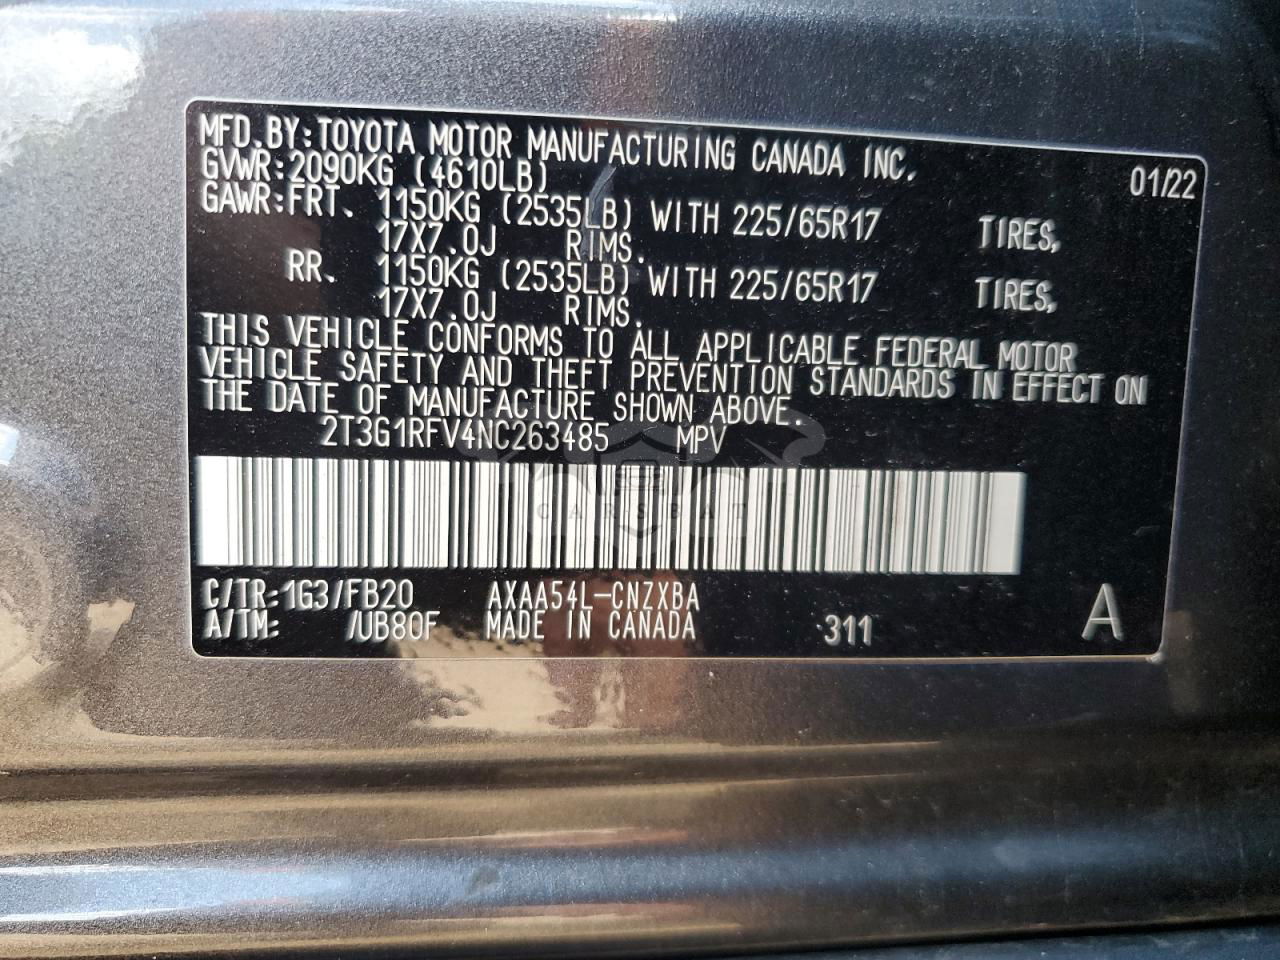 MFD.BY:TOYOTA MOTOR MANUFACTURING CANADA INC.
GVWR:2090KG (4610LB) 01/22
GAWR:FRT. 1150KG (2535LB) WITH 225/65R17 TIRES,
17X7.0J RIMS.
RR. 1150KG (2535LB) WITH 225/65R17 TIRES,
17X7.0J RIMS.
THIS VEHICLE CONFORMS TO ALL APPLICABLE FEDERAL MOTOR
VEHICLE SAFETY AND THEFT PREVENTION STANDARDS IN EFFECT ON
THE DATE OF MANUFACTURE SHOWN ABOVE.
2T3G1RFV4NC263485 MPV
CARSBAT
C/TR:1G3/FB20 AXAA54L-CNZXBA
A/TM: /UB80F MADE IN CANADA 311 A